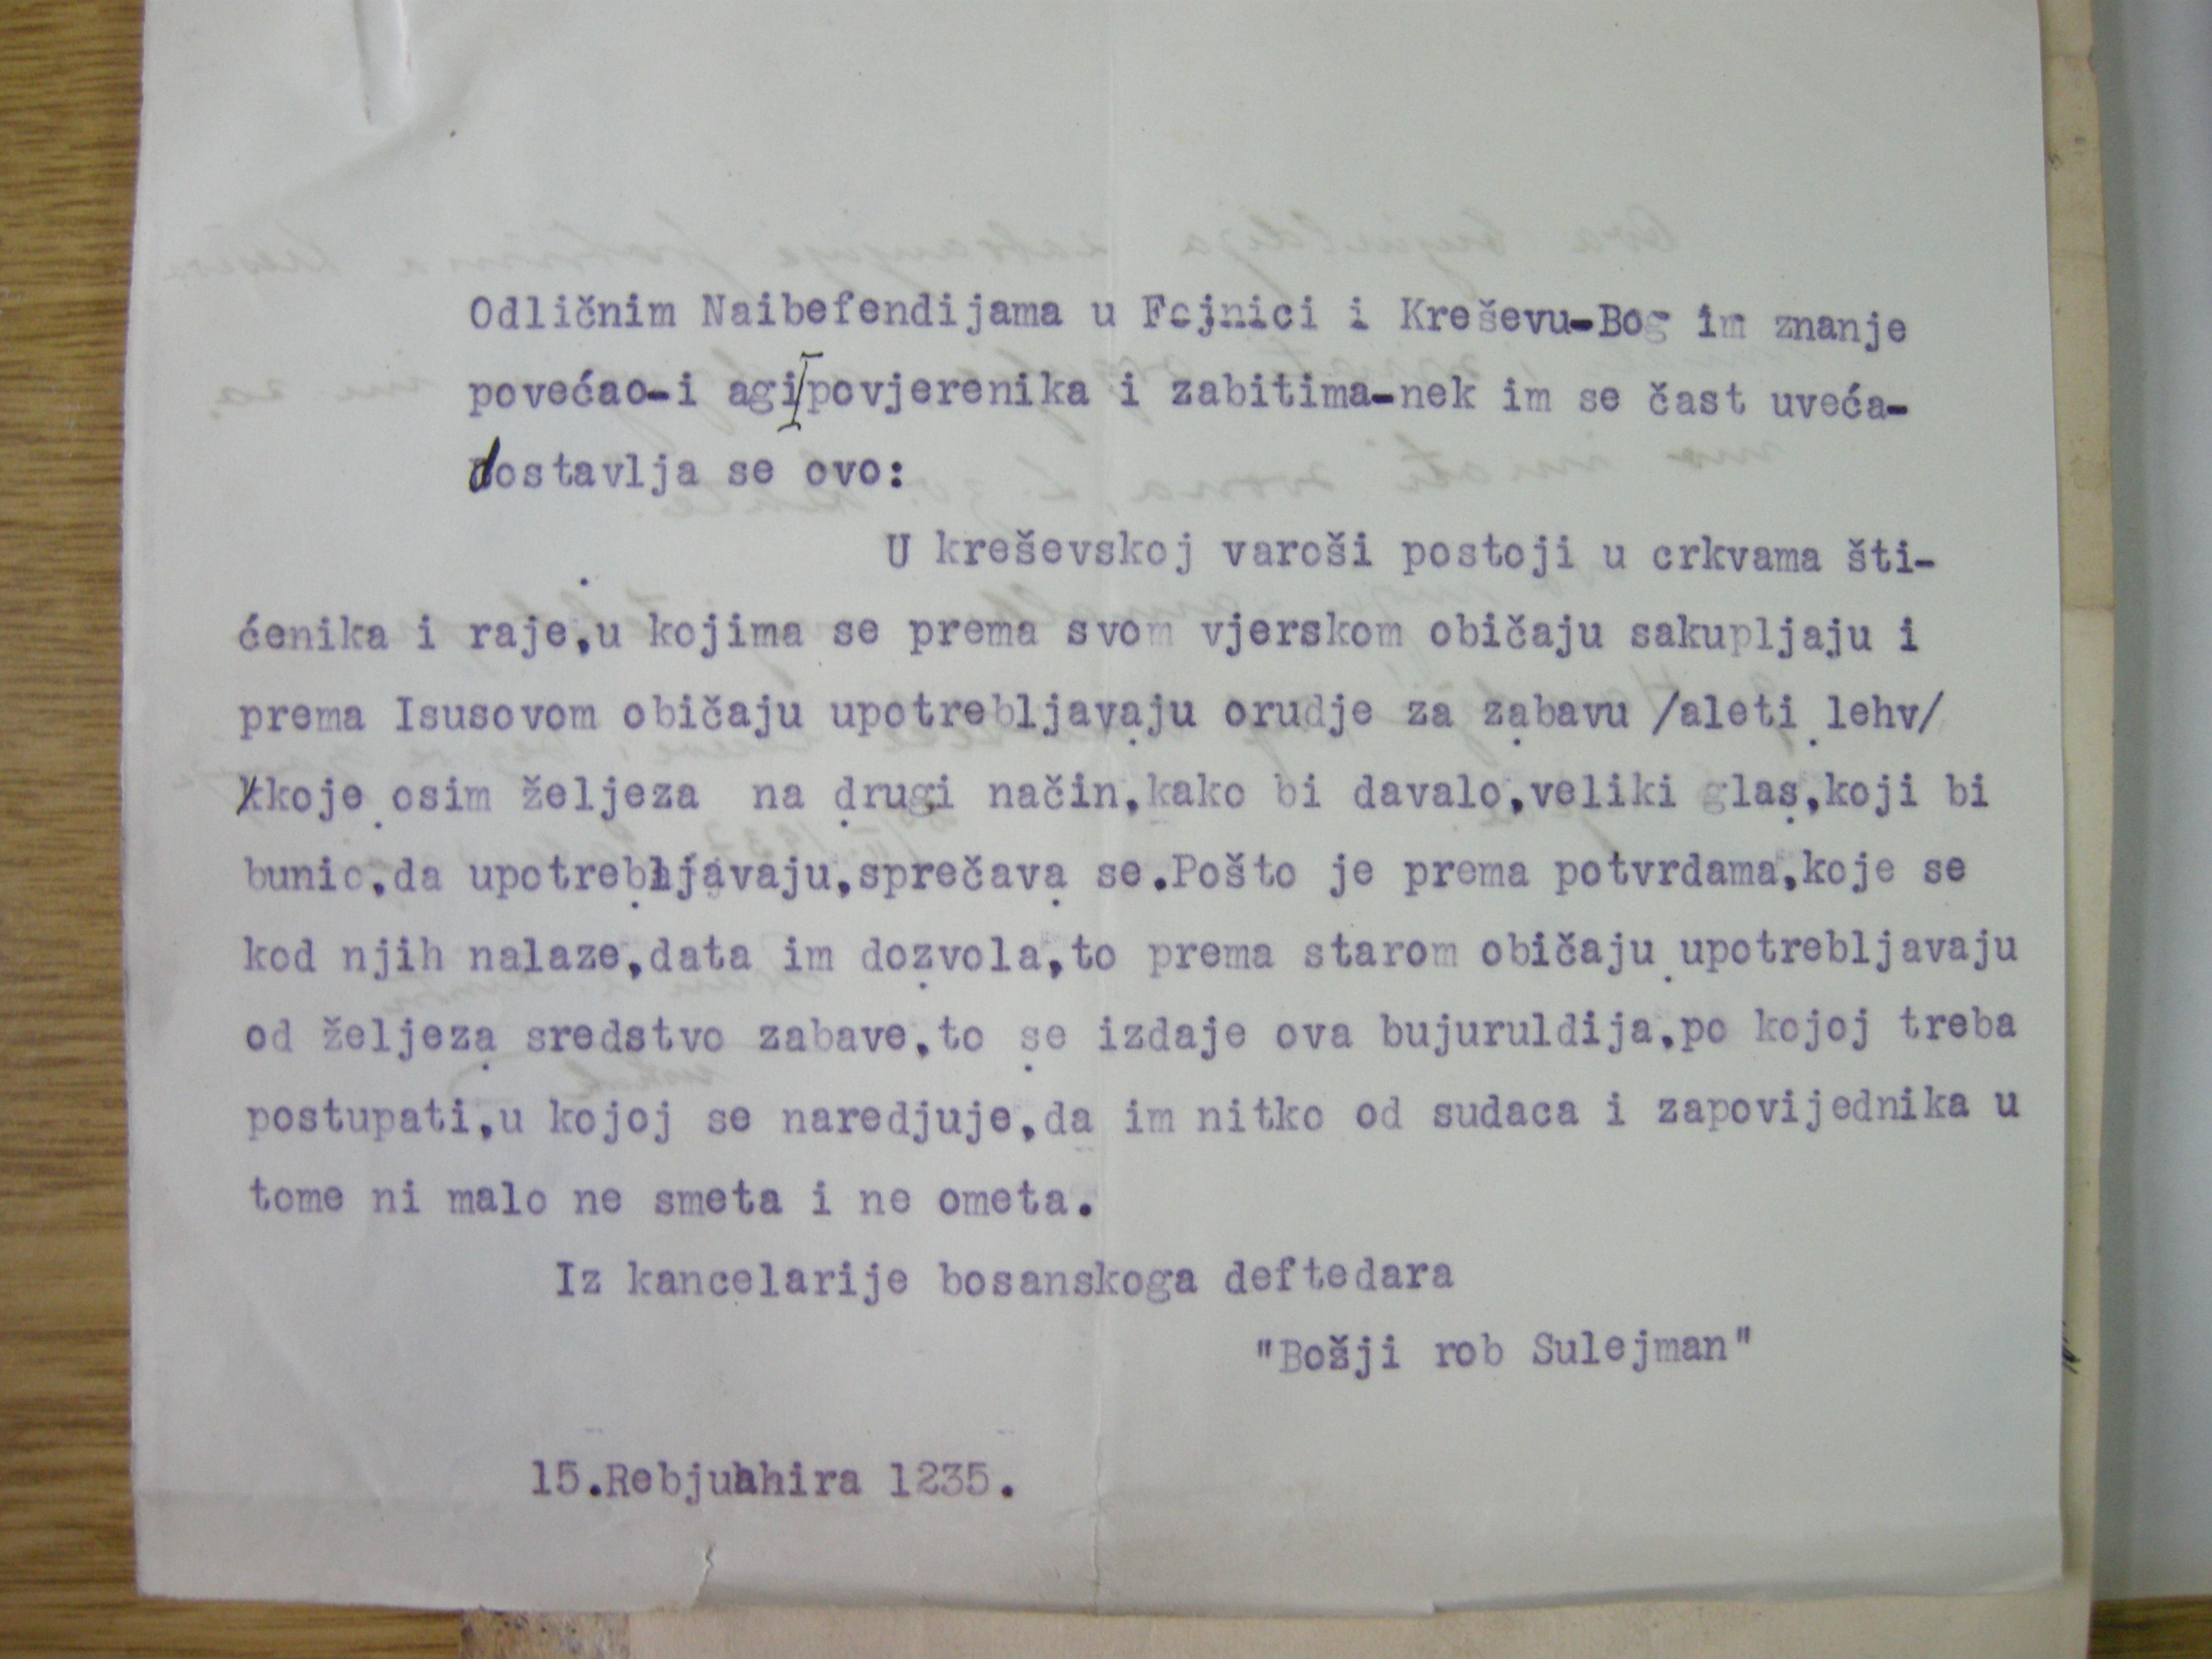 Odličnim Naibefendijama u Fojnici i Kreševu-Bog im znanje
povećao-i agi povjerenika i zabitima-nek im se čast uveća-
dostavlja se ovo:
U kreševskoj varoši postoji u crkvama šti-
ćenika i raje,u kojima se prema svom vjerskom običaju sakupljaju i
prema Isusovom običaju upotrebljavaju orudje za zabavu /aleti lehv/
koje osim željeza na drugi način,kako bi davalo,veliki glas,koji bi
bunio,da upotrebljavaju,sprečava se.Pošto je prema potvrdama,koje se
kod njih nalaze,data im dozvola,to prema starom običaju upotrebljavaju
od željeza sredstvo zabave,to se izdaje ova bujuruldija,po kojoj treba
postupati,u kojoj se naredjuje,da im nitko od sudaca i zapovijednika u
tome ni malo ne smeta i ne ometa.
Iz kancelarije bosanskoga deftedara
"Bošji rob Sulejman"
15.Rebjuahira 1235.